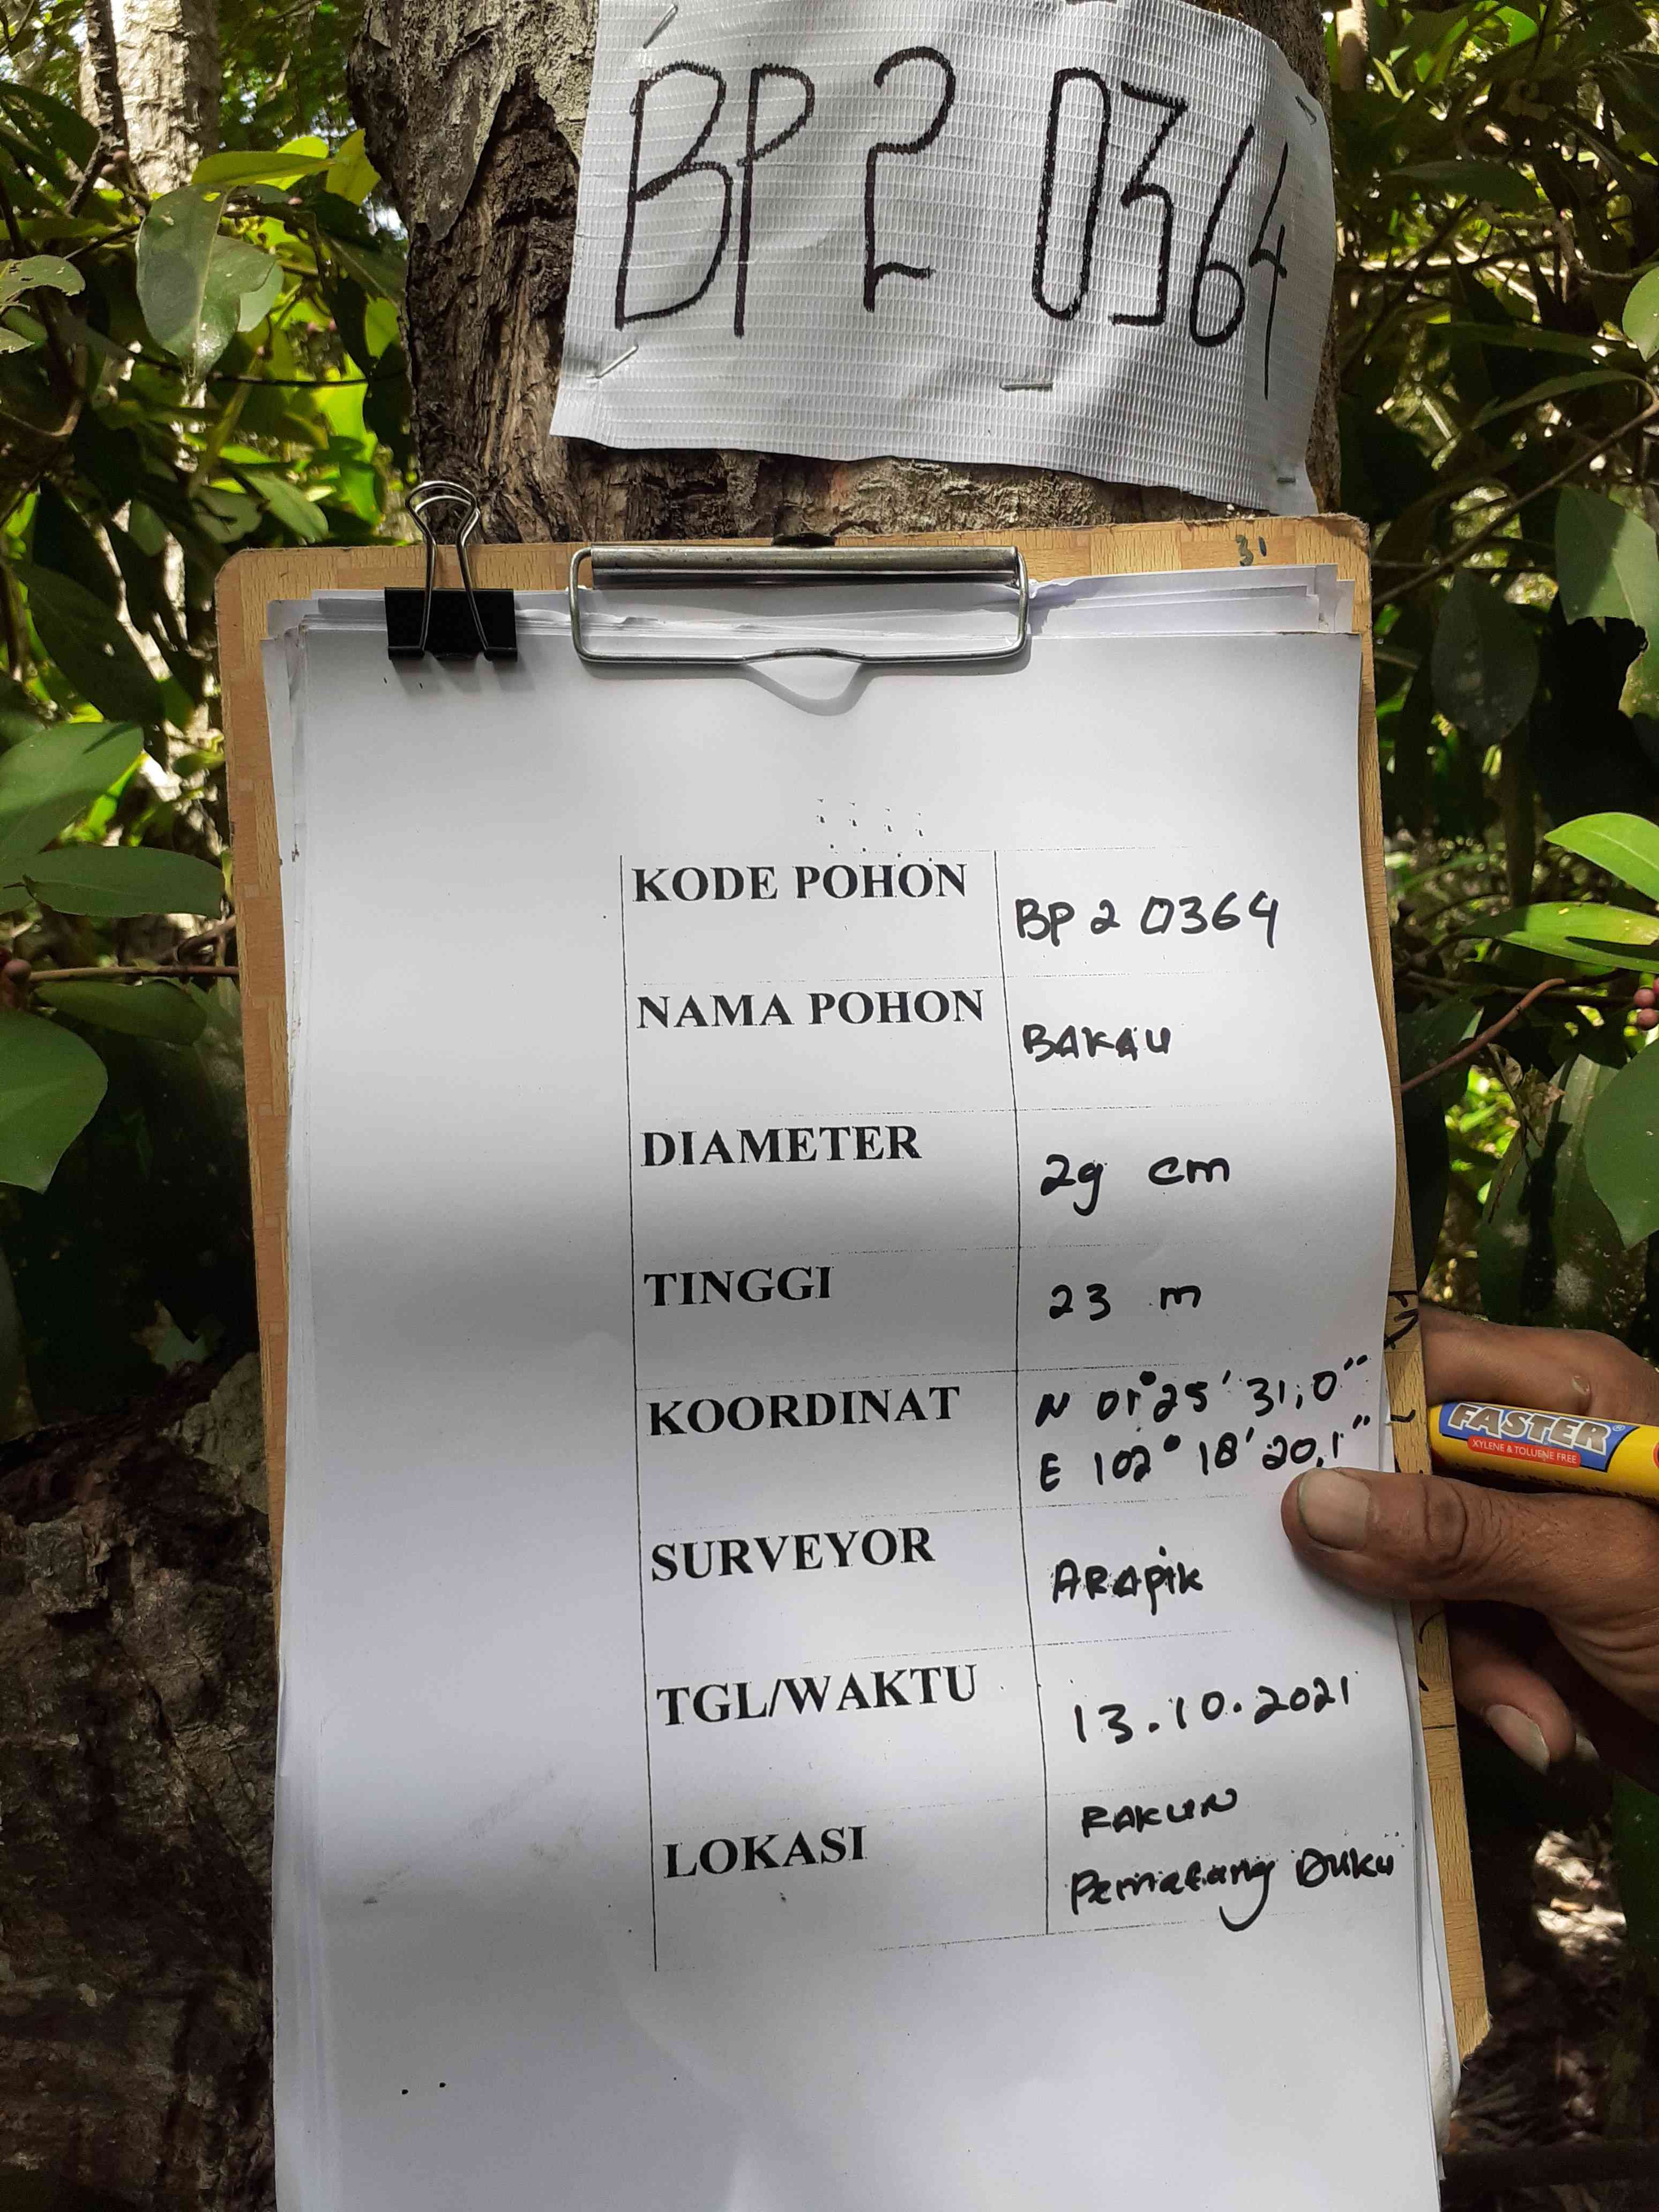 BP 2 0364
31
KODE POHON BP 2 0364
NAMA POHON BAKAU
DIAMETER 29 cm
TINGGI 23 m
KOORDINAT N 01° 25' 31,0"
E 102° 18' 20,1"
FASTER
XYLENE & TOLUENE FREE
SURVEYOR ARAPIK
TGL/WAKTU 13.10.2021
LOKASI RAKUN
Pematang Duku